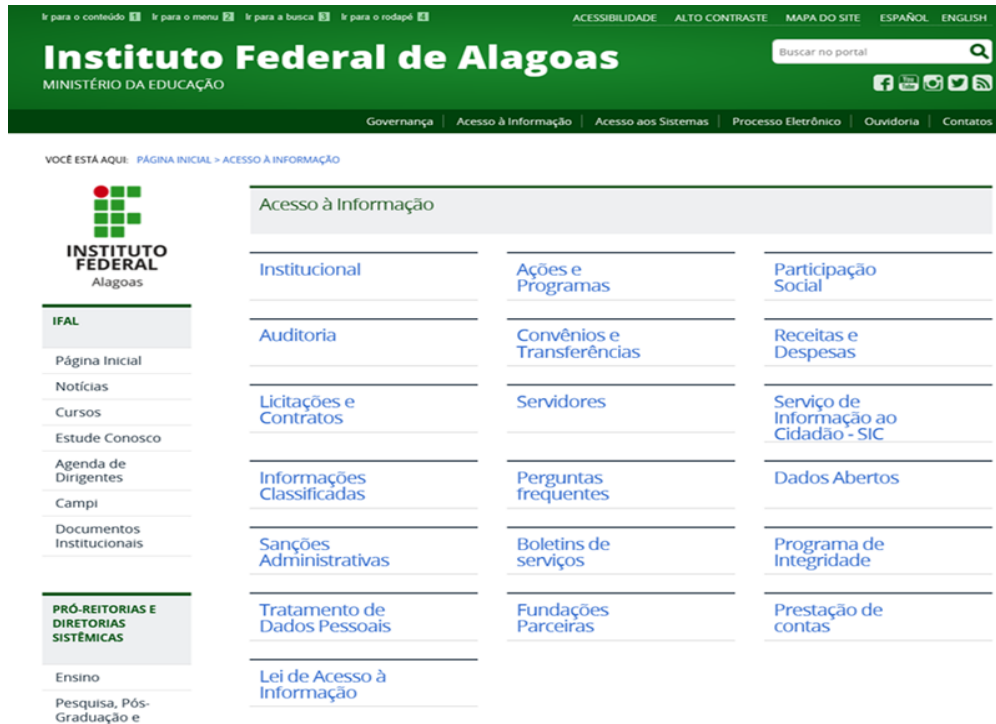 Ir para o conteúdo 1 Ir para o menu 2 Ir para a busca 3 Ir para o rodapé 4
ACESSIBILIDADE ALTO CONTRASTE MAPA DO SITE ESPAÑOL ENGLISH
Instituto Federal de Alagoas
Buscar no portal
MINISTÉRIO DA EDUCAÇÃO
You Tube
Governança Acesso à Informação Acesso aos Sistemas Processo Eletrônico Ouvidoria Contatos
VOCÊ ESTÁ AQUI: PÁGINA INICIAL > ACESSO À INFORMAÇÃO
INSTITUTO
FEDERAL
Alagoas
IFAL
Página Inicial
Notícias
Cursos
Estude Conosco
Agenda de
Dirigentes
Campi
Documentos
Institucionais
PRÓ-REITORIAS E
DIRETORIAS
SISTÊMICAS
Ensino
Pesquisa, Pós-
Graduação e
Acesso à Informação
Institucional
Ações e
Programas
Participação
Social
Auditoria
Convênios e
Transferências
Receitas e
Despesas
Licitações e
Contratos
Servidores
Serviço de
Informação ao
Cidadão - SIC
Informações
Classificadas
Perguntas
frequentes
Dados Abertos
Sanções
Administrativas
Boletins de
serviços
Programa de
Integridade
Tratamento de
Dados Pessoais
Fundações
Parceiras
Prestação de
contas
Lei de Acesso à
Informação